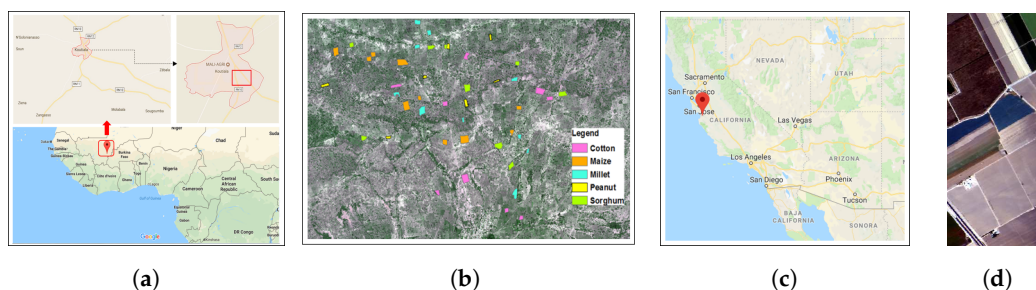 Koutiala
MALI-AGRI
Koutiala
Niger
Chad
Senegal
The Gambia
Guinea-Bissau
Burkina
Faso
Guinea
Benin
Sierra Leone
Côte d'Ivoire
Togo
Nigeria
Ghana
Liberia
Central
African
Republic
South Su
Cameroon
Equatorial
Guinea
Gabon
DR Congo
Google
Legend
Cotton
Maize
Millet
Peanut
Sorghum
NEVADA
UTAH
Sacramento
San Francisco
San Jose
CALIFORNIA
Las Vegas
Los Angeles
ARIZONA
San Diego
Phoenix
Tucson
BAJA
CALIFORNIA
SONORA
(a)
(b)
(c)
(d)